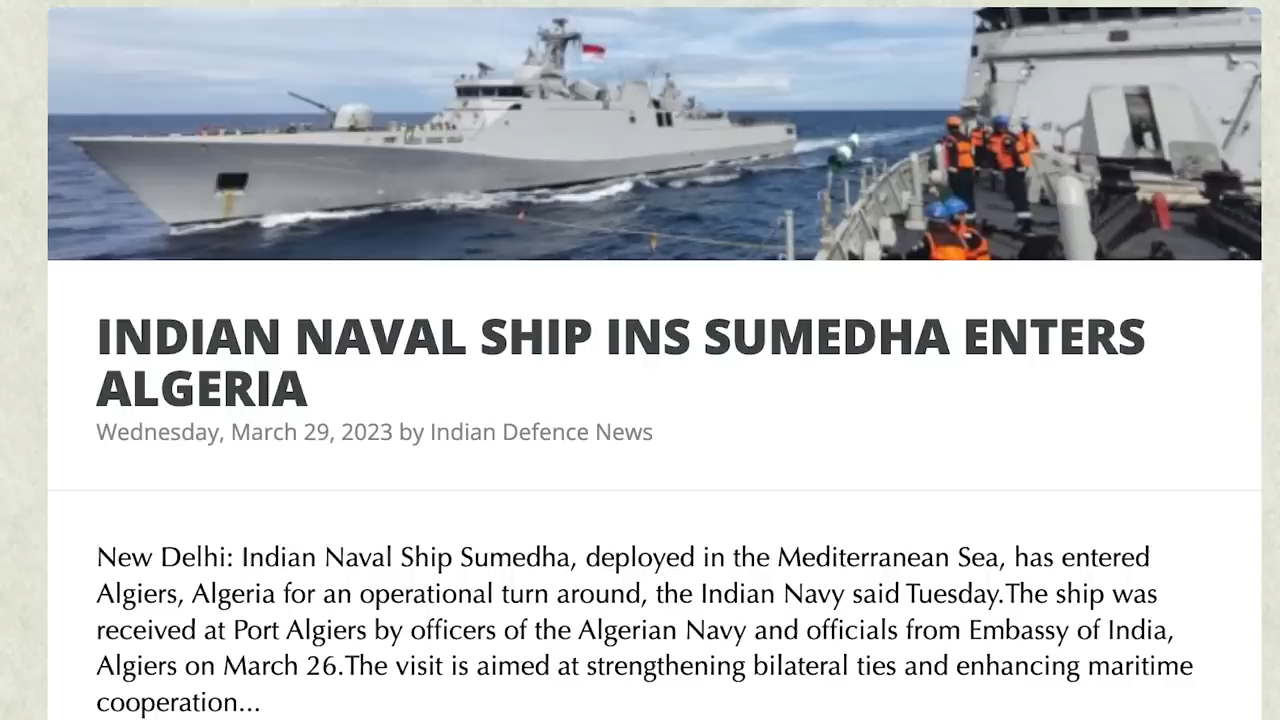 INDIAN NAVAL SHIP INS SUMEDHA ENTERS
ALGERIA
Wednesday, March 29, 2023 by Indian Defence News
New Delhi: Indian Naval Ship Sumedha, deployed in the Mediterranean Sea, has entered
Algiers, Algeria for an operational turn around, the Indian Navy said Tuesday.The ship was
received at Port Algiers by officers of the Algerian Navy and officials from Embassy of India,
Algiers on March 26.The visit is aimed at strengthening bilateral ties and enhancing maritime
cooperation...